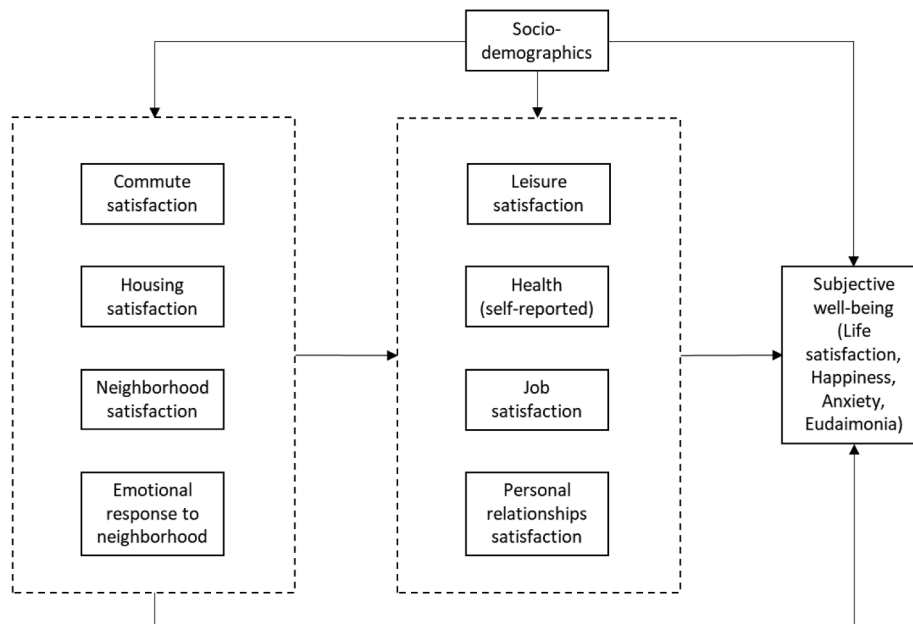 Socio-
demographics
Commute
satisfaction
Housing
satisfaction
Neighborhood
satisfaction
Emotional
response to
neighborhood
Leisure
satisfaction
Health
(self-reported)
Job
satisfaction
Personal
relationships
satisfaction
Subjective
well-being
(Life
satisfaction,
Happiness,
Anxiety,
Eudaimonia)